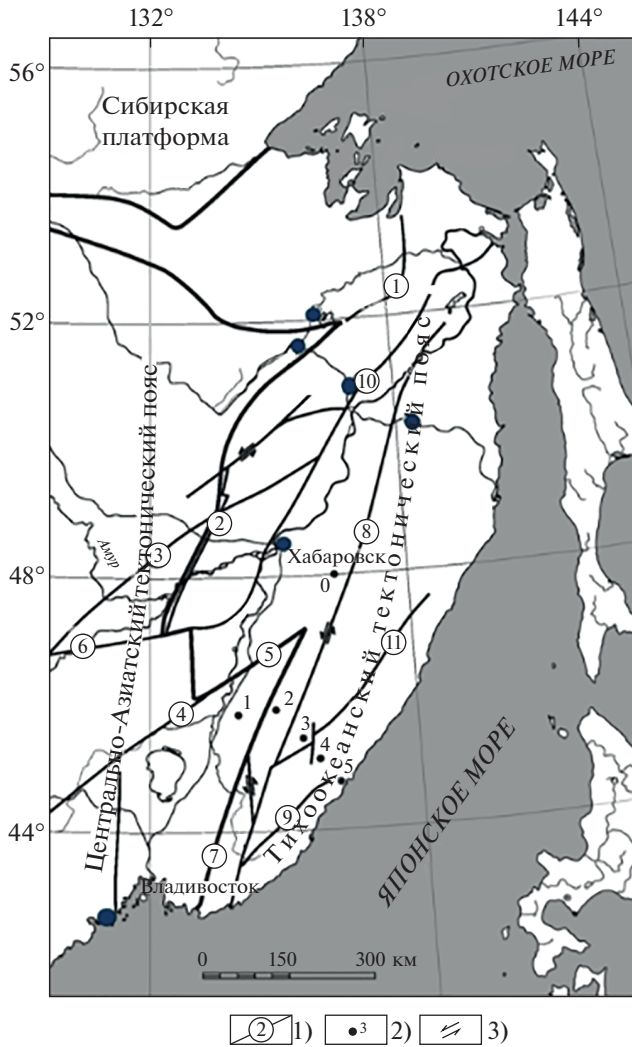 132°
138°
144°
56°
ОХОТСКОЕ МОРЕ
Сибирская
платформа
1
52°
10
Центрально-Азиатский тектонический пояс
Тихоокеанский тектонический пояс
2
8
3
Амур
Хабаровск
0
48°
6
5
11
4
1
2
3
4
5
ЯПОНСКОЕ МОРЕ
9
44°
7
Владивосток
0 150 300 км
2 1) 3 2) 3)